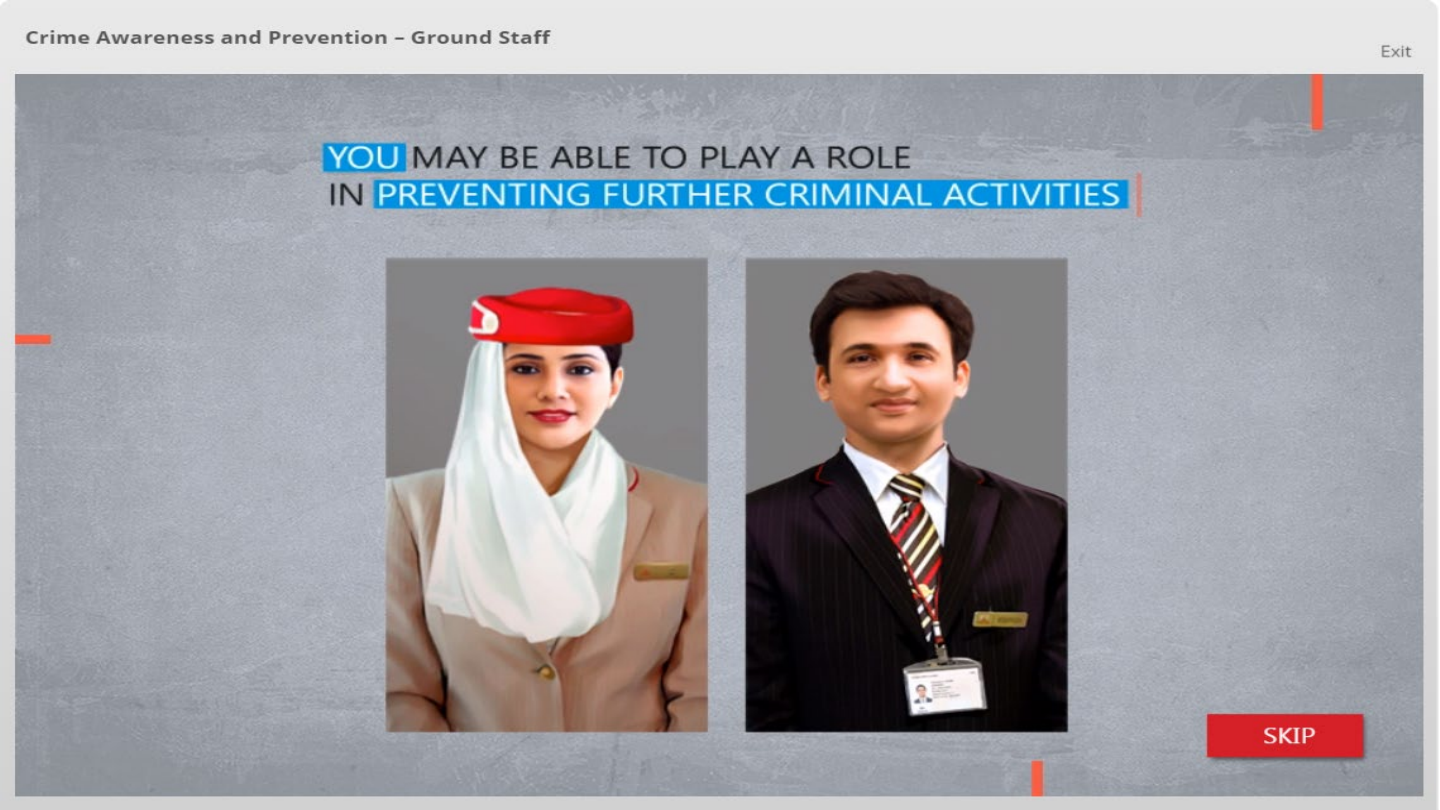 Crime Awareness and Prevention – Ground Staff
Exit
YOU MAY BE ABLE TO PLAY A ROLE
IN PREVENTING FURTHER CRIMINAL ACTIVITIES
SKIP